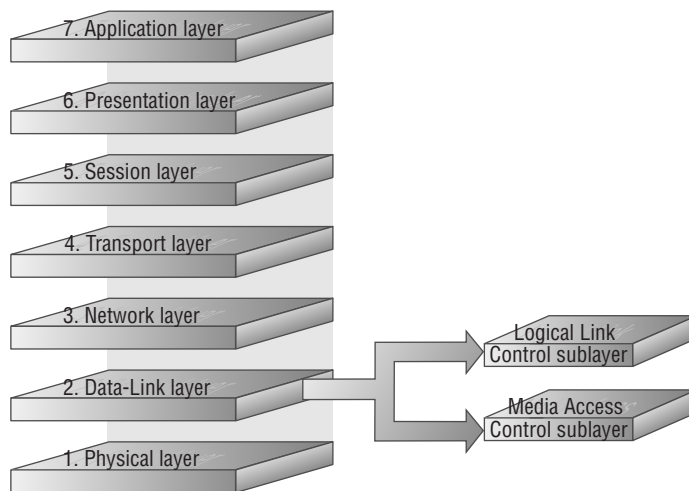 7. Application layer
6. Presentation layer
5. Session layer
4. Transport layer
3. Network layer
2. Data-Link layer
1. Physical layer
Logical Link
Control sublayer
Media Access
Control sublayer